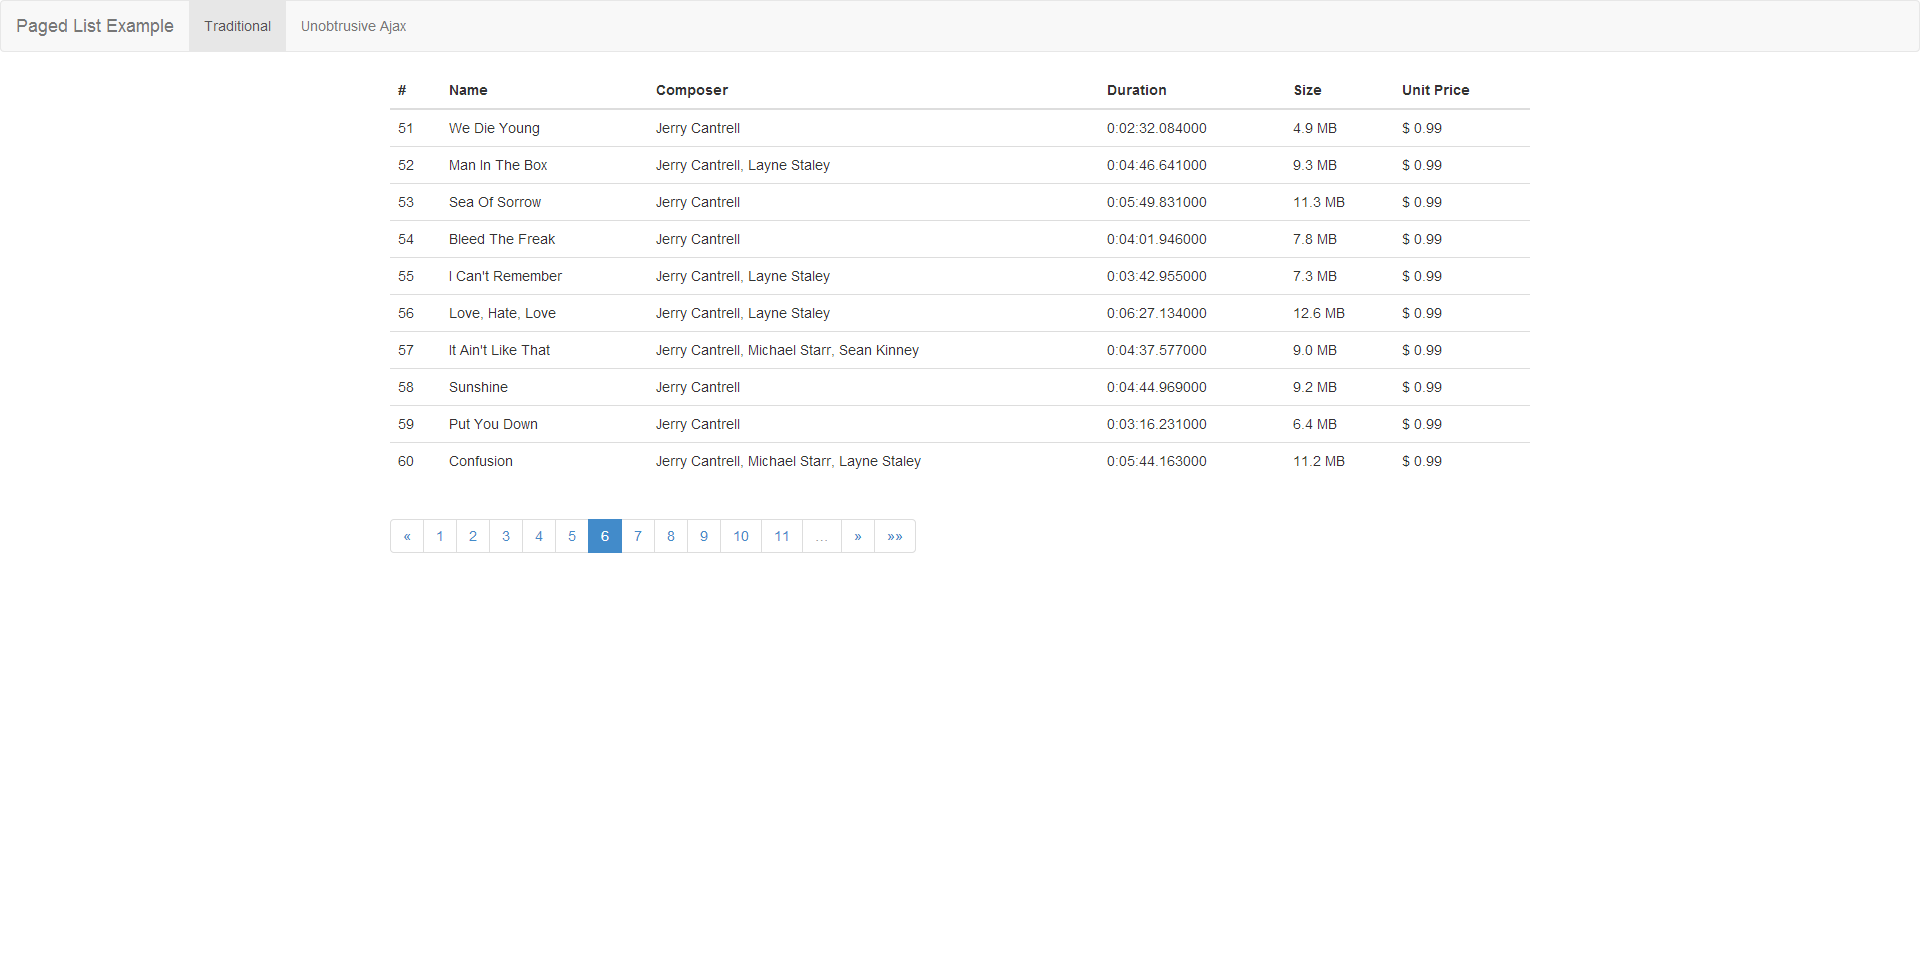 Paged List Example Traditional Unobtrusive Ajax
# Name Composer Duration Size Unit Price
51 We Die Young Jerry Cantrell 0:02:32.084000 4.9 MB $ 0.99
52 Man In The Box Jerry Cantrell, Layne Staley 0:04:46.641000 9.3 MB $ 0.99
53 Sea Of Sorrow Jerry Cantrell 0:05:49.831000 11.3 MB $ 0.99
54 Bleed The Freak Jerry Cantrell 0:04:01.946000 7.8 MB $ 0.99
55 I Can't Remember Jerry Cantrell, Layne Staley 0:03:42.955000 7.3 MB $ 0.99
56 Love, Hate, Love Jerry Cantrell, Layne Staley 0:06:27.134000 12.6 MB $ 0.99
57 It Ain't Like That Jerry Cantrell, Michael Starr, Sean Kinney 0:04:37.577000 9.0 MB $ 0.99
58 Sunshine Jerry Cantrell 0:04:44.969000 9.2 MB $ 0.99
59 Put You Down Jerry Cantrell 0:03:16.231000 6.4 MB $ 0.99
60 Confusion Jerry Cantrell, Michael Starr, Layne Staley 0:05:44.163000 11.2 MB $ 0.99
« 1 2 3 4 5 6 7 8 9 10 11 … » »»